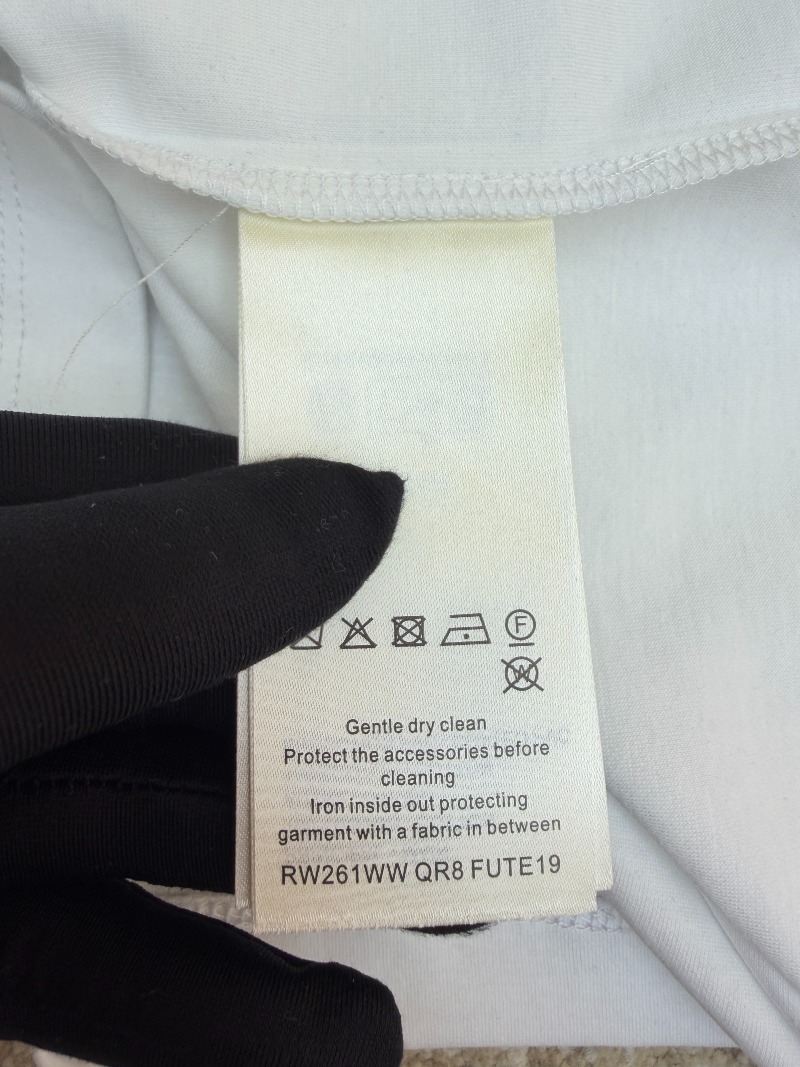 F
W
Gentle dry clean
Protect the accessories before
cleaning
Iron inside out protecting
garment with a fabric in between
RW261WW QR8 FUTE19